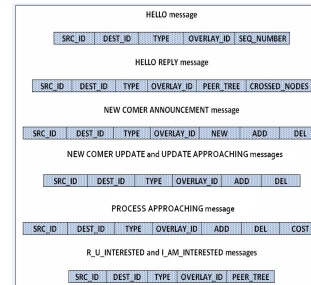 HELLO message
SRC_ID DEST_ID TYPE OVERLAY_ID SEQ_NUMBER
HELLO REPLY message
SRC_ID DEST_ID TYPE OVERLAY_ID PEER_TREE CROSSED_NODES
NEW COMER ANNOUNCEMENT message
SRC_ID DEST_ID TYPE OVERLAY_ID NEW ADD DEL
NEW COMER UPDATE and UPDATE APPROACHING messages
SRC_ID DEST_ID TYPE OVERLAY_ID ADD DEL
PROCESS APPROACHING message
SRC_ID DEST_ID TYPE OVERLAY_ID ADD DEL COST
R_U_INTERESTED and I_AM_INTERESTED messages
SRC_ID DEST_ID TYPE OVERLAY_ID PEER_TREE